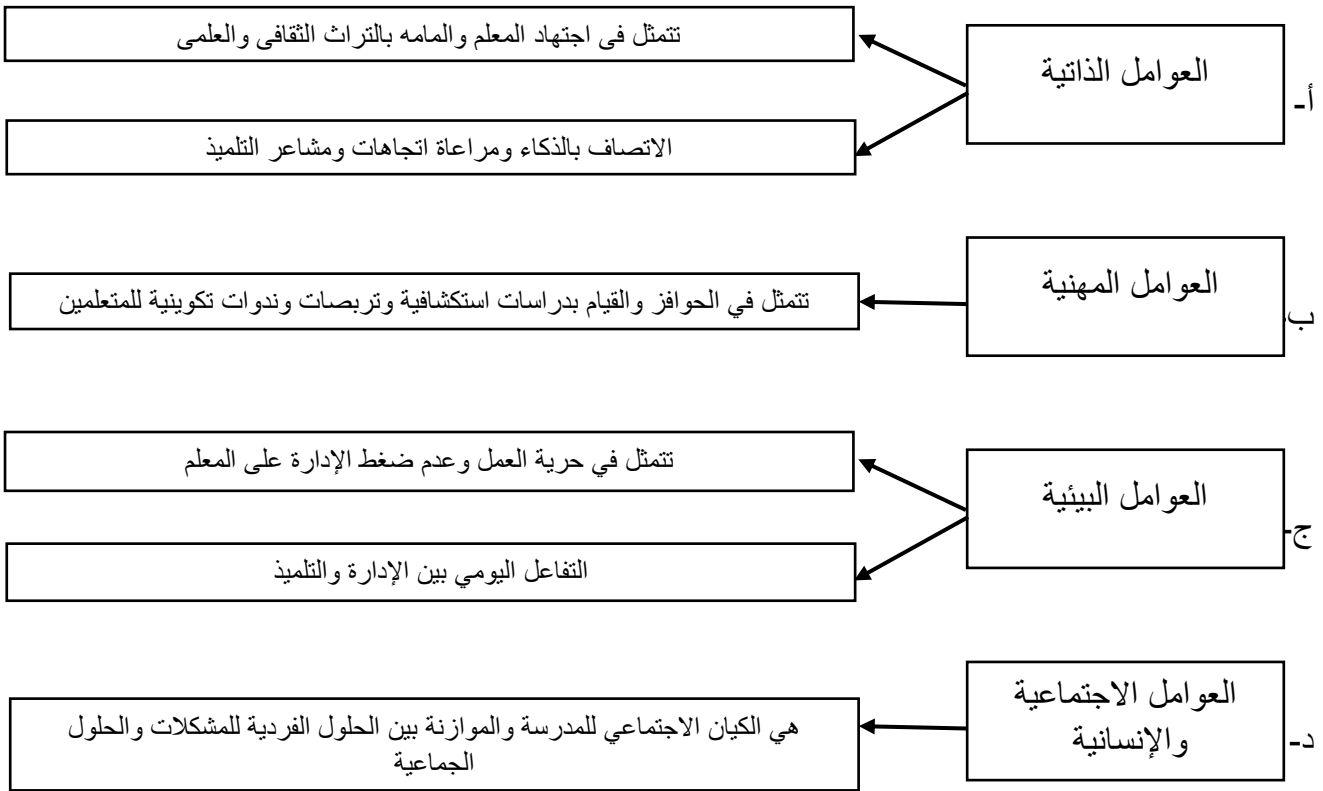 أ-
العوامل الذاتية
تتمثل فى اجتهاد المعلم والمامه بالتراث الثقافى والعلمى
الاتصاف بالذكاء ومراعاة اتجاهات ومشاعر التلميذ
ب-
العوامل المهنية
تتمثل في الحوافز والقيام بدراسات استكشافية وتربصات وندوات تكوينية للمتعلمين
ج-
العوامل البيئية
تتمثل في حرية العمل وعدم ضغط الإدارة على المعلم
التفاعل اليومي بين الإدارة والتلميذ
د-
العوامل الاجتماعية
والإنسانية
هي الكيان الاجتماعي للمدرسة والموازنة بين الحلول الفردية للمشكلات والحلول
الجماعية